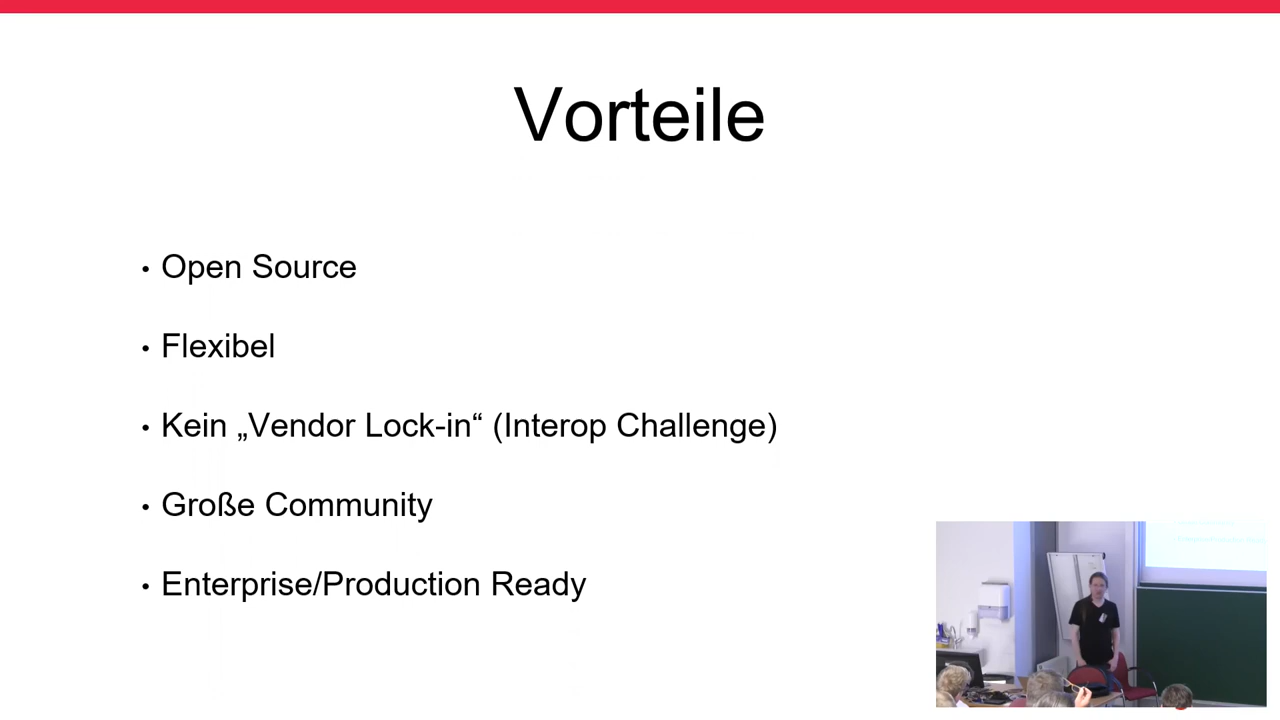 Vorteile
• Open Source
• Flexibel
• Kein „Vendor Lock-in“ (Interop Challenge)
• Große Community
• Enterprise/Production Ready